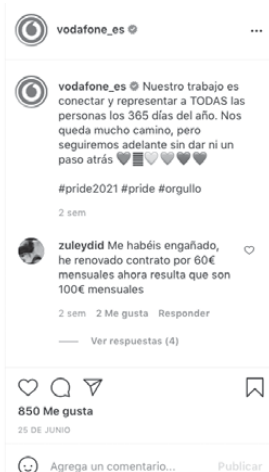 vodafone_es
vodafone_es Nuestro trabajo es
conectar y representar a TODAS las
personas los 365 días del año. Nos
queda mucho camino, pero
seguiremos adelante sin dar ni un
paso atrás
#pride2021 #pride #orgullo
2 sem
zuleydid Me habéis engañado,
he renovado contrato por 60€
mensuales ahora resulta que son
100€ mensuales
2 sem 2 Me gusta Responder
Ver respuestas (4)
850 Me gusta
25 DE JUNIO
Agrega un comentario... Publicar